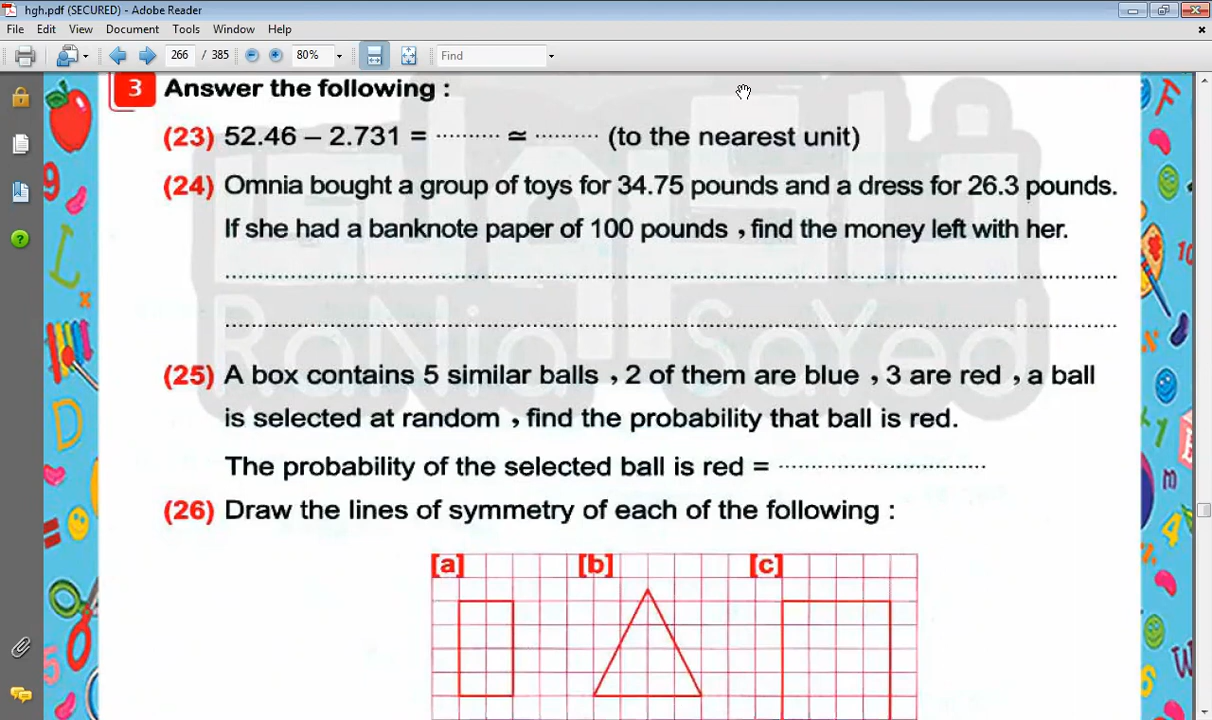 hgh.pdf (SECURED) - Adobe Reader
File Edit View Document Tools Window Help
266 / 385 80% Find
3 Answer the following :
(23) 52.46 – 2.731 = ·········· ≃ ·········· (to the nearest unit)
(24) Omnia bought a group of toys for 34.75 pounds and a dress for 26.3 pounds.
If she had a banknote paper of 100 pounds , find the money left with her.
RaNia SaYed
(25) A box contains 5 similar balls , 2 of them are blue , 3 are red , a ball
is selected at random , find the probability that ball is red.
The probability of the selected ball is red = ································
(26) Draw the lines of symmetry of each of the following :
[a] [b] [c]